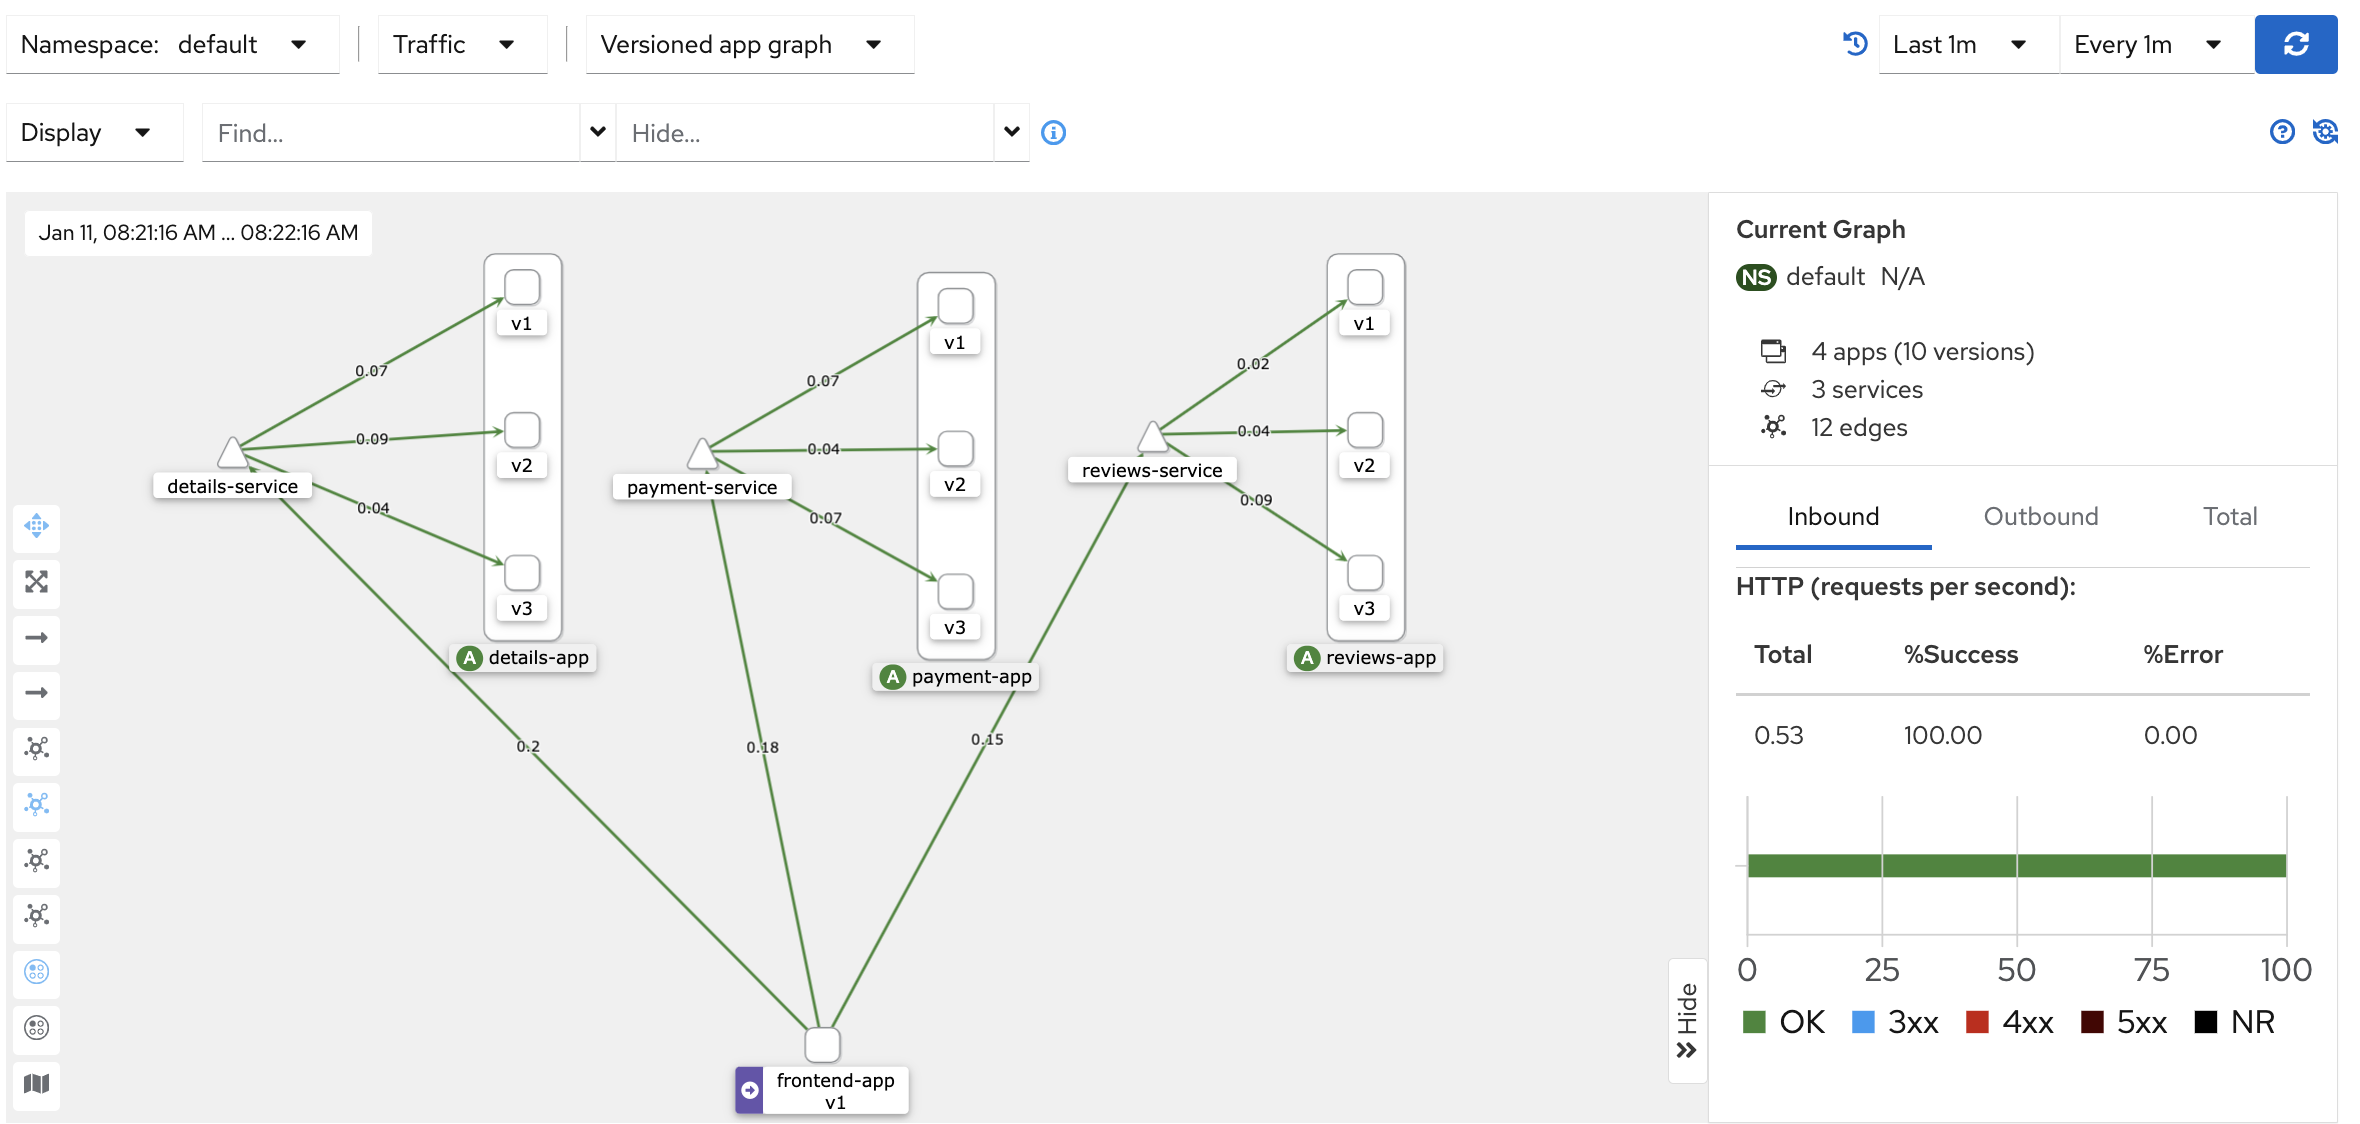 Namespace: default
Traffic
Versioned app graph
Last 1m
Every 1m
Display
Find...
Hide...
Jan 11, 08:21:16 AM ... 08:22:16 AM
v1
v2
v3
A details-app
0.07
0.09
0.04
details-service
v1
v2
v3
A payment-app
0.07
0.04
0.07
payment-service
v1
v2
v3
A reviews-app
0.02
0.04
0.09
reviews-service
0.2
0.18
0.15
frontend-app
v1
Hide
Current Graph
NS default N/A
4 apps (10 versions)
3 services
12 edges
Inbound Outbound Total
HTTP (requests per second):
Total %Success %Error
0.53 100.00 0.00
0 25 50 75 100
OK 3xx 4xx 5xx NR